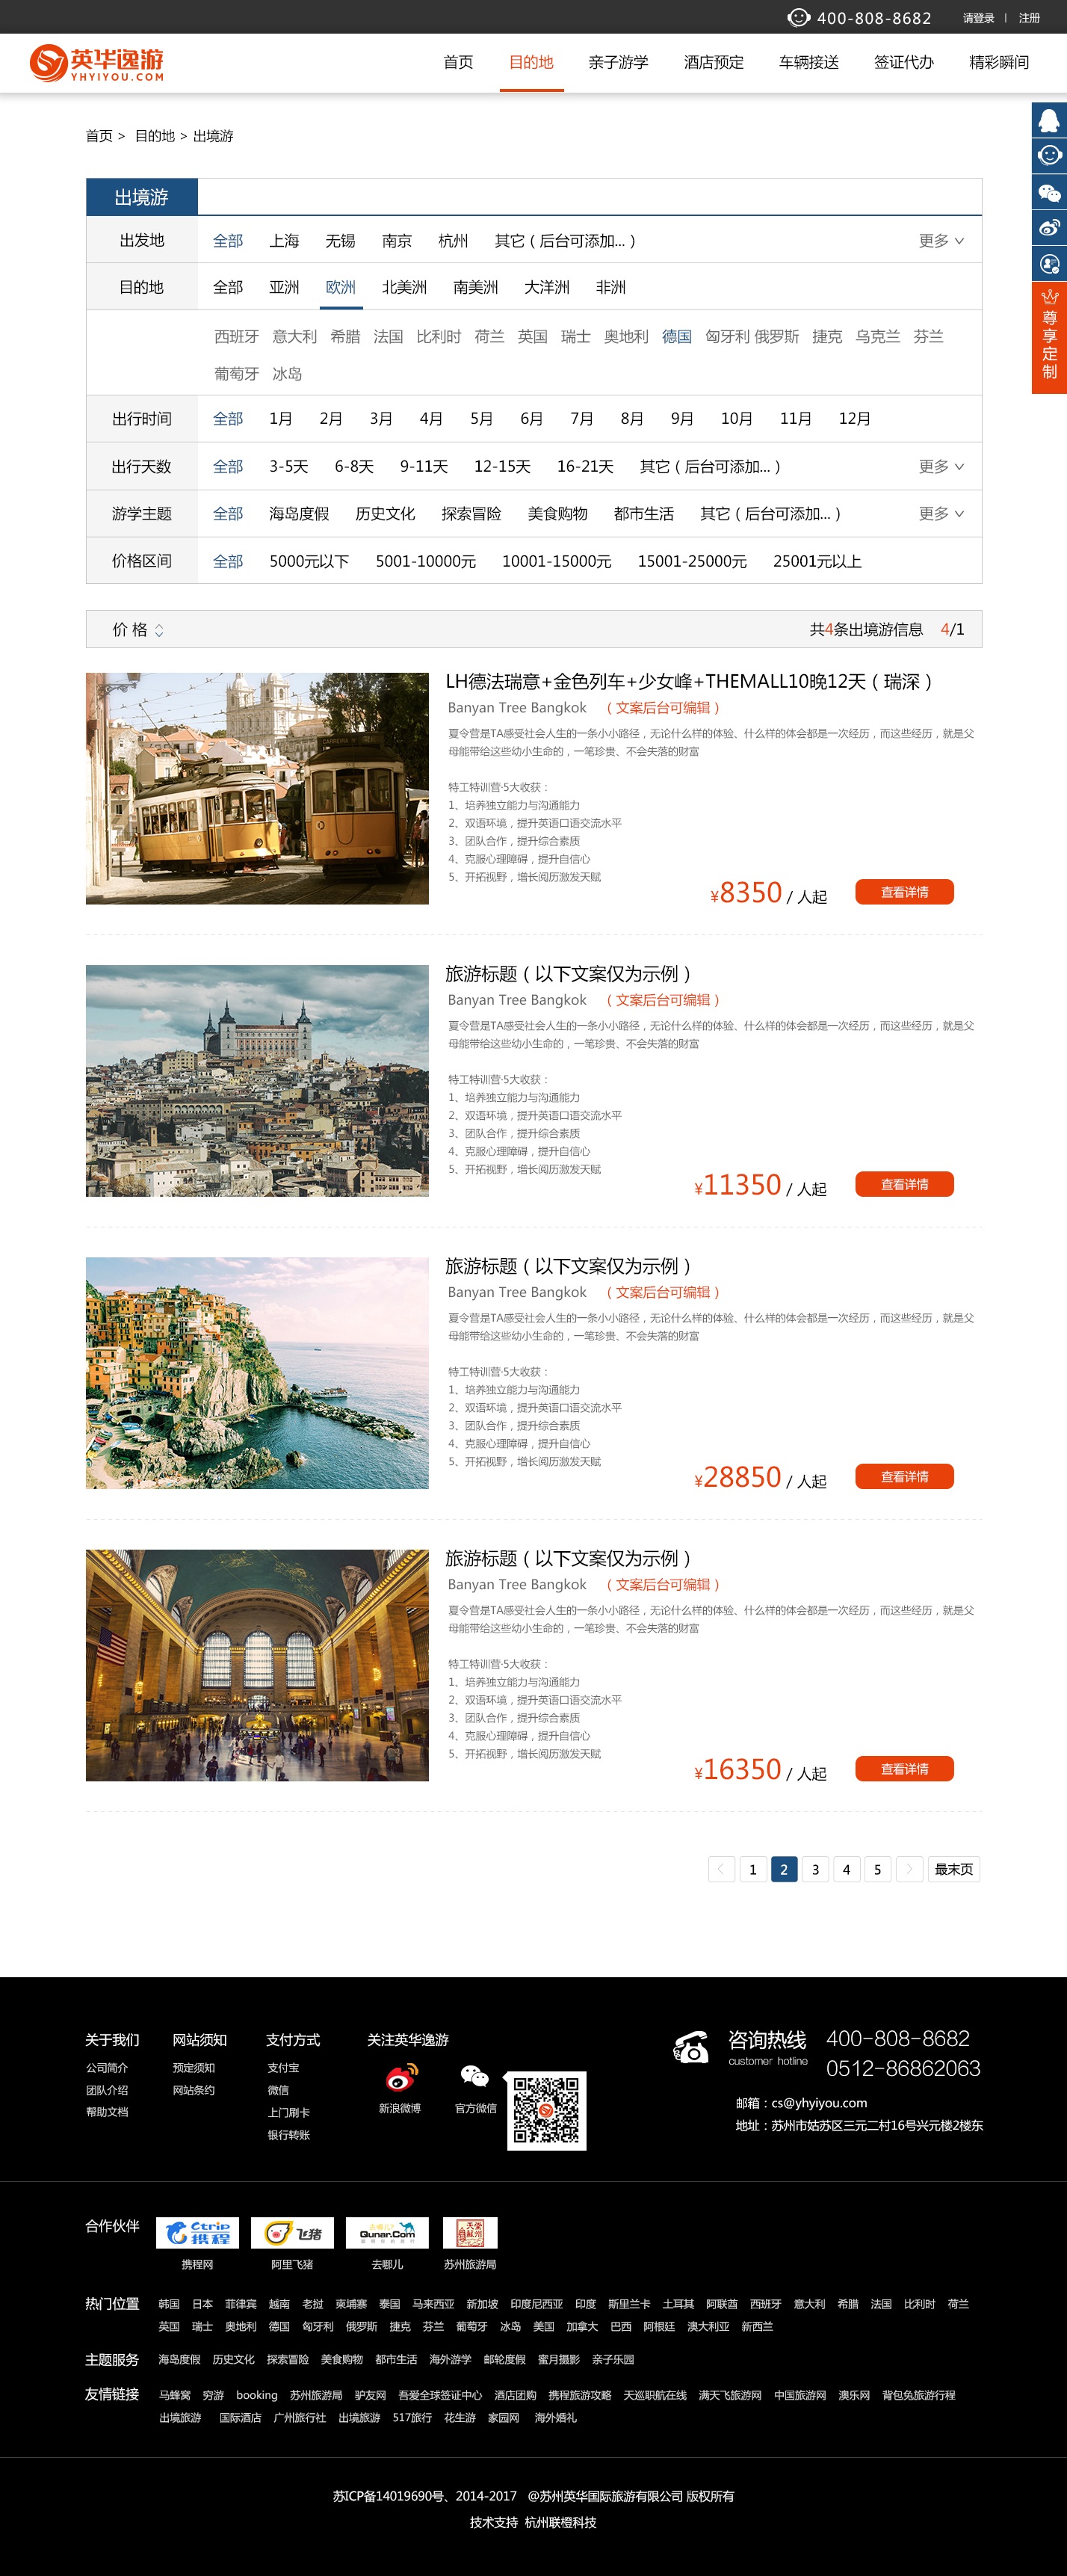 400-808-8682 请登录 | 注册
英华逸游
YHYIYOU.COM
首页 目的地 亲子游学 酒店预定 车辆接送 签证代办 精彩瞬间
首页 > 目的地 > 出境游
尊享定制
出境游
出发地 全部 上海 无锡 南京 杭州 其它（后台可添加...） 更多
目的地 全部 亚洲 欧洲 北美洲 南美洲 大洋洲 非洲
西班牙 意大利 希腊 法国 比利时 荷兰 英国 瑞士 奥地利 德国 匈牙利 俄罗斯 捷克 乌克兰 芬兰
葡萄牙 冰岛
出行时间 全部 1月 2月 3月 4月 5月 6月 7月 8月 9月 10月 11月 12月
出行天数 全部 3-5天 6-8天 9-11天 12-15天 16-21天 其它（后台可添加...） 更多
游学主题 全部 海岛度假 历史文化 探索冒险 美食购物 都市生活 其它（后台可添加...） 更多
价格区间 全部 5000元以下 5001-10000元 10001-15000元 15001-25000元 25001元以上
价 格 共4条出境游信息 4/1
LH德法瑞意+金色列车+少女峰+THEMALL10晚12天（瑞深）
Banyan Tree Bangkok （文案后台可编辑）
夏令营是TA感受社会人生的一条小小路径，无论什么样的体验、什么样的体会都是一次经历，而这些经历，就是父
母能带给这些幼小生命的，一笔珍贵、不会失落的财富
特工特训营·5大收获：
1、培养独立能力与沟通能力
2、双语环境，提升英语口语交流水平
3、团队合作，提升综合素质
4、克服心理障碍，提升自信心
5、开拓视野，增长阅历激发天赋
¥8350 / 人起 查看详情
旅游标题（以下文案仅为示例）
Banyan Tree Bangkok （文案后台可编辑）
夏令营是TA感受社会人生的一条小小路径，无论什么样的体验、什么样的体会都是一次经历，而这些经历，就是父
母能带给这些幼小生命的，一笔珍贵、不会失落的财富
特工特训营·5大收获：
1、培养独立能力与沟通能力
2、双语环境，提升英语口语交流水平
3、团队合作，提升综合素质
4、克服心理障碍，提升自信心
5、开拓视野，增长阅历激发天赋
¥11350 / 人起 查看详情
旅游标题（以下文案仅为示例）
Banyan Tree Bangkok （文案后台可编辑）
夏令营是TA感受社会人生的一条小小路径，无论什么样的体验、什么样的体会都是一次经历，而这些经历，就是父
母能带给这些幼小生命的，一笔珍贵、不会失落的财富
特工特训营·5大收获：
1、培养独立能力与沟通能力
2、双语环境，提升英语口语交流水平
3、团队合作，提升综合素质
4、克服心理障碍，提升自信心
5、开拓视野，增长阅历激发天赋
¥28850 / 人起 查看详情
旅游标题（以下文案仅为示例）
Banyan Tree Bangkok （文案后台可编辑）
夏令营是TA感受社会人生的一条小小路径，无论什么样的体验、什么样的体会都是一次经历，而这些经历，就是父
母能带给这些幼小生命的，一笔珍贵、不会失落的财富
特工特训营·5大收获：
1、培养独立能力与沟通能力
2、双语环境，提升英语口语交流水平
3、团队合作，提升综合素质
4、克服心理障碍，提升自信心
5、开拓视野，增长阅历激发天赋
¥16350 / 人起 查看详情
< 1 2 3 4 5 > 最末页
关于我们 网站须知 支付方式 关注英华逸游
公司简介 预定须知 支付宝
团队介绍 网站条约 微信
帮助文档 上门刷卡
银行转账
新浪微博 官方微信
咨询热线 400-808-8682
customer hotline 0512-86862063
邮箱：cs@yhyiyou.com
地址：苏州市姑苏区三元二村16号兴元楼2楼东
合作伙伴 Ctrip 携程 飞猪 Qunar.Com
携程网 阿里飞猪 去哪儿 苏州旅游局
热门位置 韩国 日本 菲律宾 越南 老挝 柬埔寨 泰国 马来西亚 新加坡 印度尼西亚 印度 斯里兰卡 土耳其 阿联酋 西班牙 意大利 希腊 法国 比利时 荷兰
英国 瑞士 奥地利 德国 匈牙利 俄罗斯 捷克 芬兰 葡萄牙 冰岛 美国 加拿大 巴西 阿根廷 澳大利亚 新西兰
主题服务 海岛度假 历史文化 探索冒险 美食购物 都市生活 海外游学 邮轮度假 蜜月摄影 亲子乐园
友情链接 马蜂窝 穷游 booking 苏州旅游局 驴友网 吾爱全球签证中心 酒店团购 携程旅游攻略 天巡职航在线 满天飞旅游网 中国旅游网 澳乐网 背包兔旅游行程
出境旅游 国际酒店 广州旅行社 出境旅游 517旅行 花生游 家园网 海外婚礼
苏ICP备14019690号、2014-2017 @苏州英华国际旅游有限公司 版权所有
技术支持 杭州联橙科技